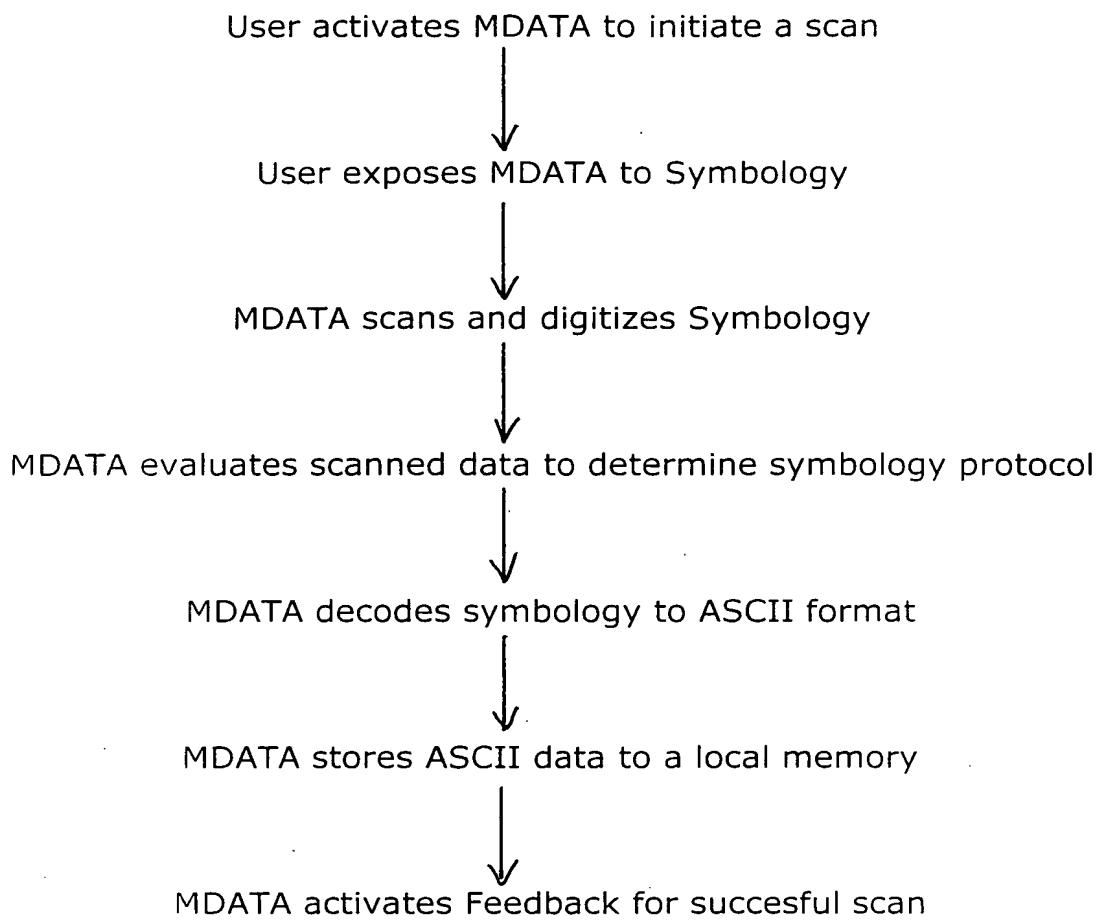 User activates MDATA to initiate a scan
User exposes MDATA to Symbology
MDATA scans and digitizes Symbology
MDATA evaluates scanned data to determine symbology protocol
MDATA decodes symbology to ASCII format
MDATA stores ASCII data to a local memory
MDATA activates Feedback for succesful scan